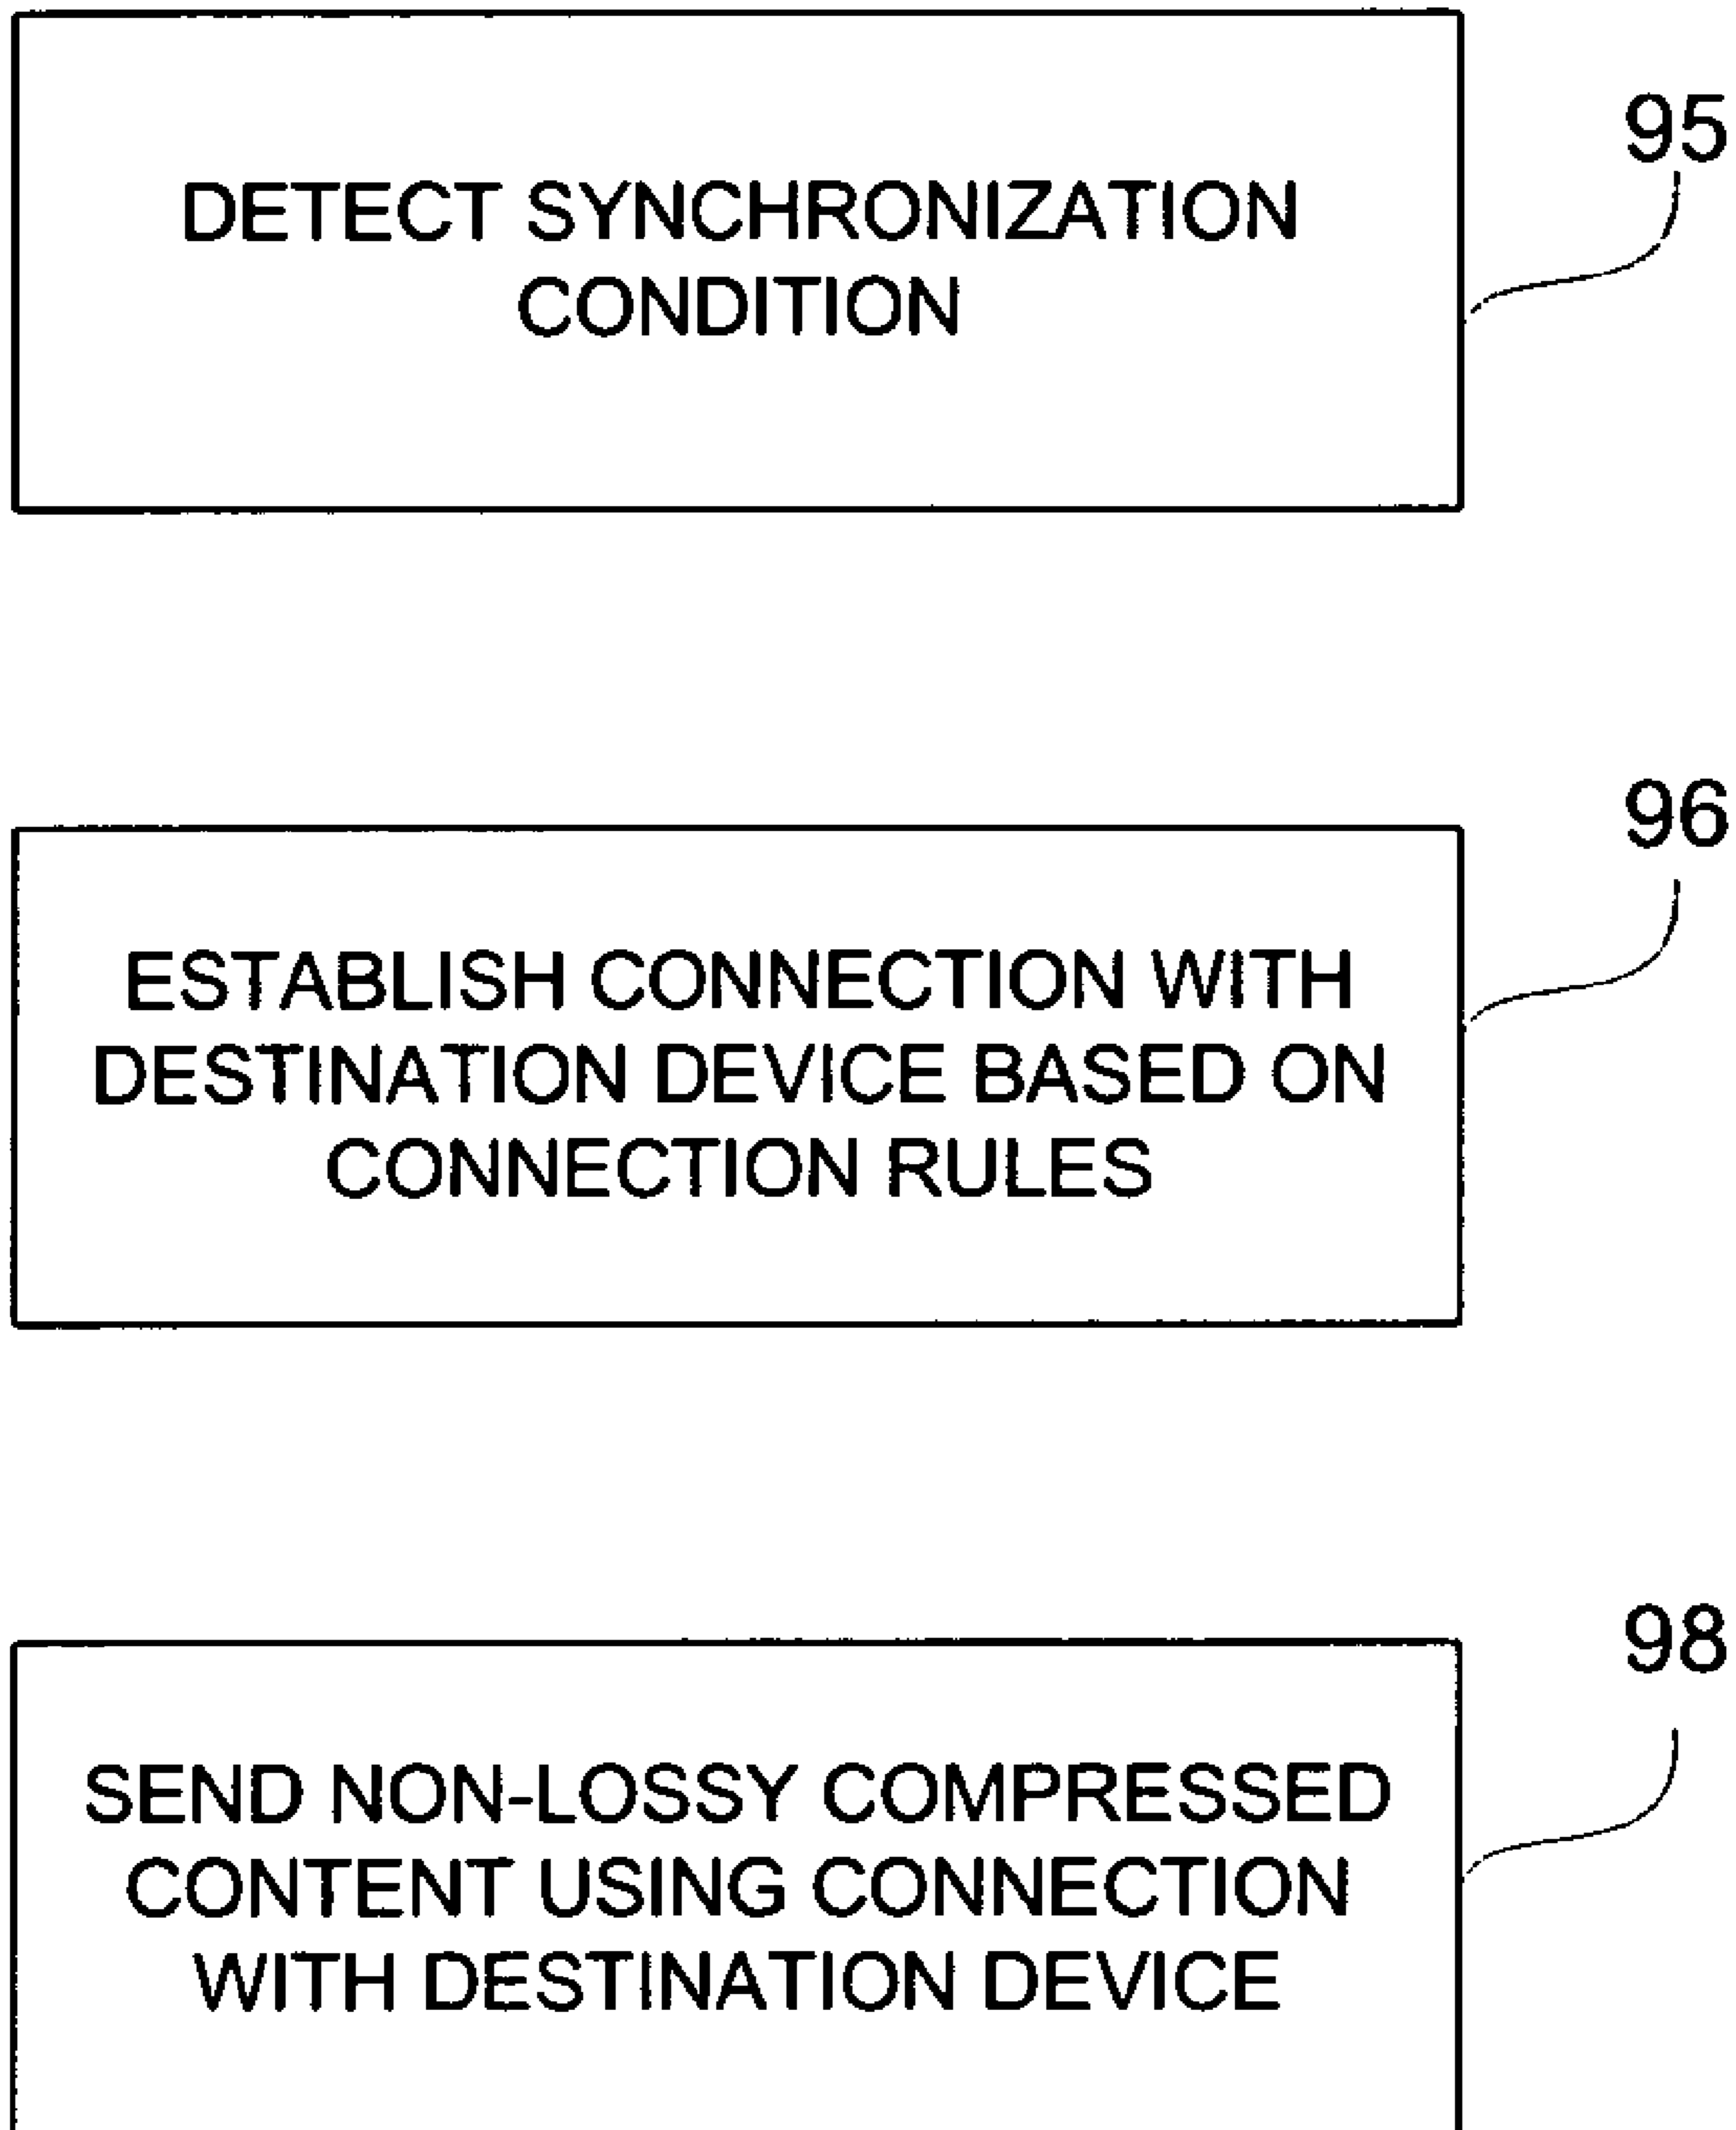 95
DETECT SYNCHRONIZATION
CONDITION
96
ESTABLISH CONNECTION WITH
DESTINATION DEVICE BASED ON
CONNECTION RULES
98
SEND NON-LOSSY COMPRESSED
CONTENT USING CONNECTION
WITH DESTINATION DEVICE